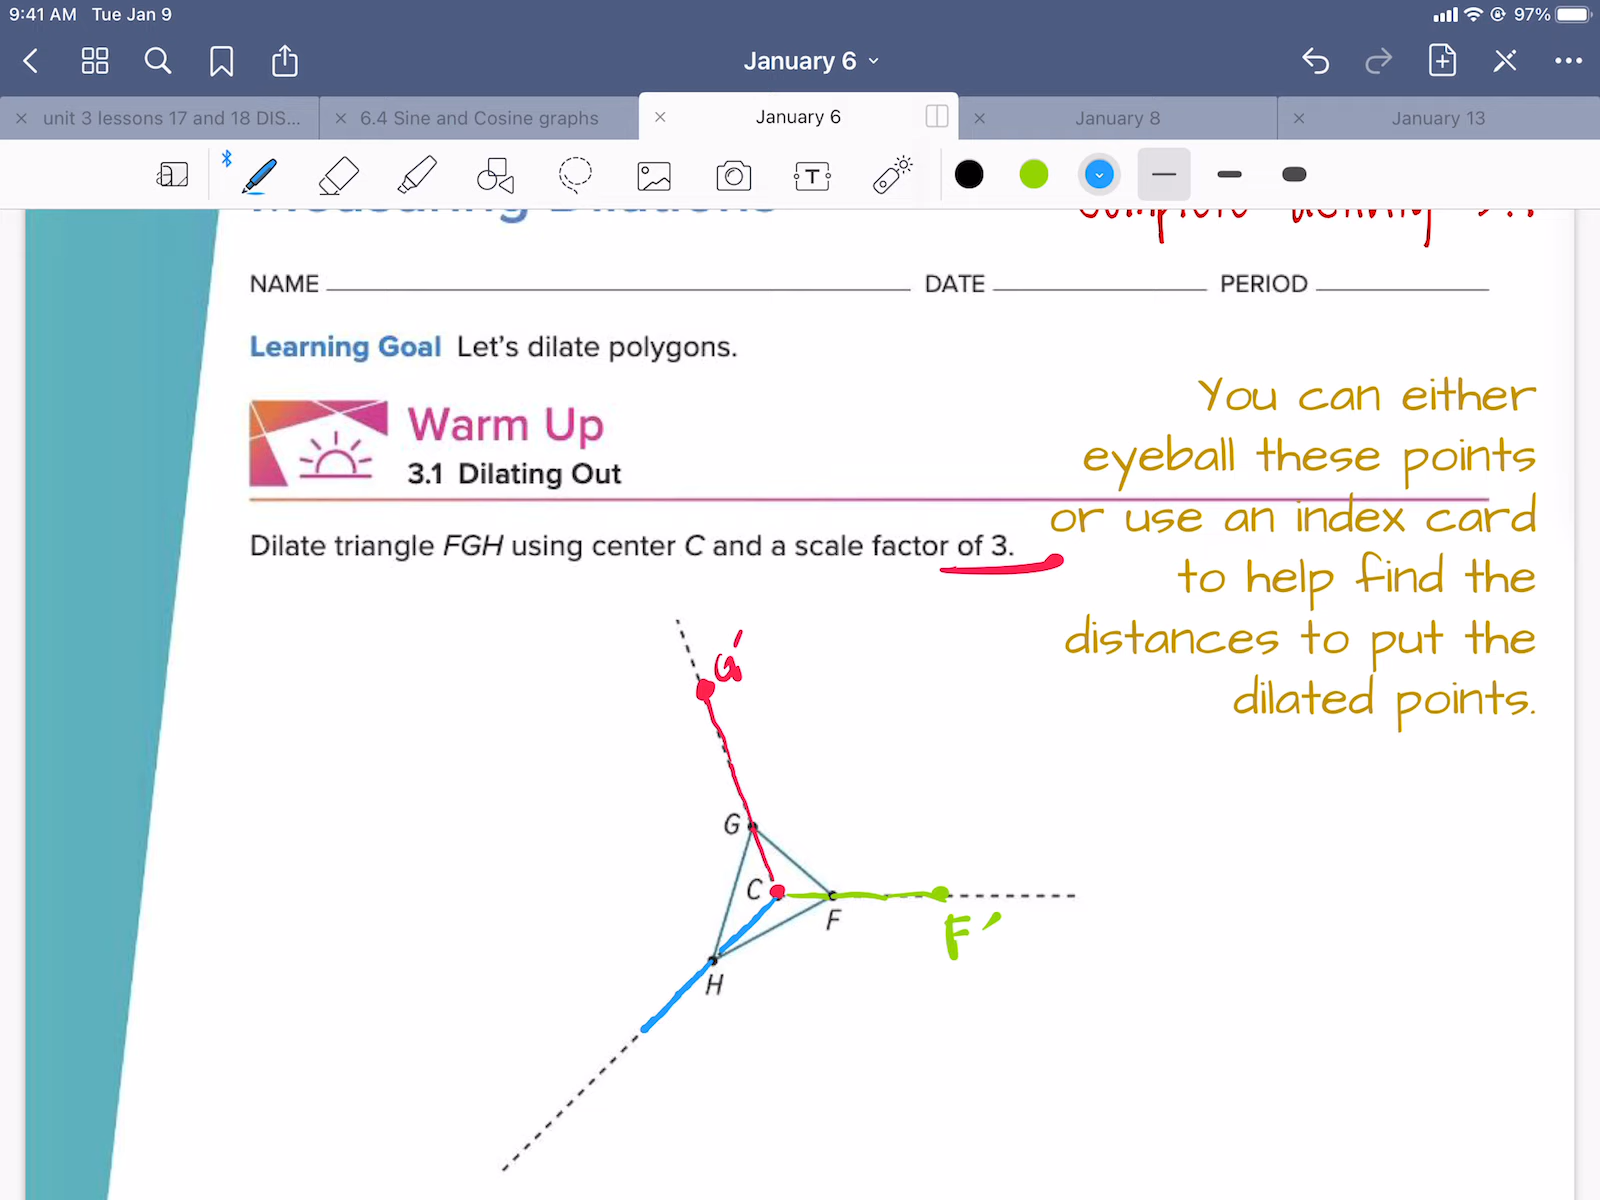 9:41 AM Tue Jan 9
97%
January 6
unit 3 lessons 17 and 18 DIS...
6.4 Sine and Cosine graphs
January 6
January 8
January 13
T
NAME
DATE
PERIOD
Learning Goal Let's dilate polygons.
Warm Up
3.1 Dilating Out
Dilate triangle FGH using center C and a scale factor of 3.
You can either
eyeball these points
or use an index card
to help find the
distances to put the
dilated points.
G'
G
C
F
F'
H